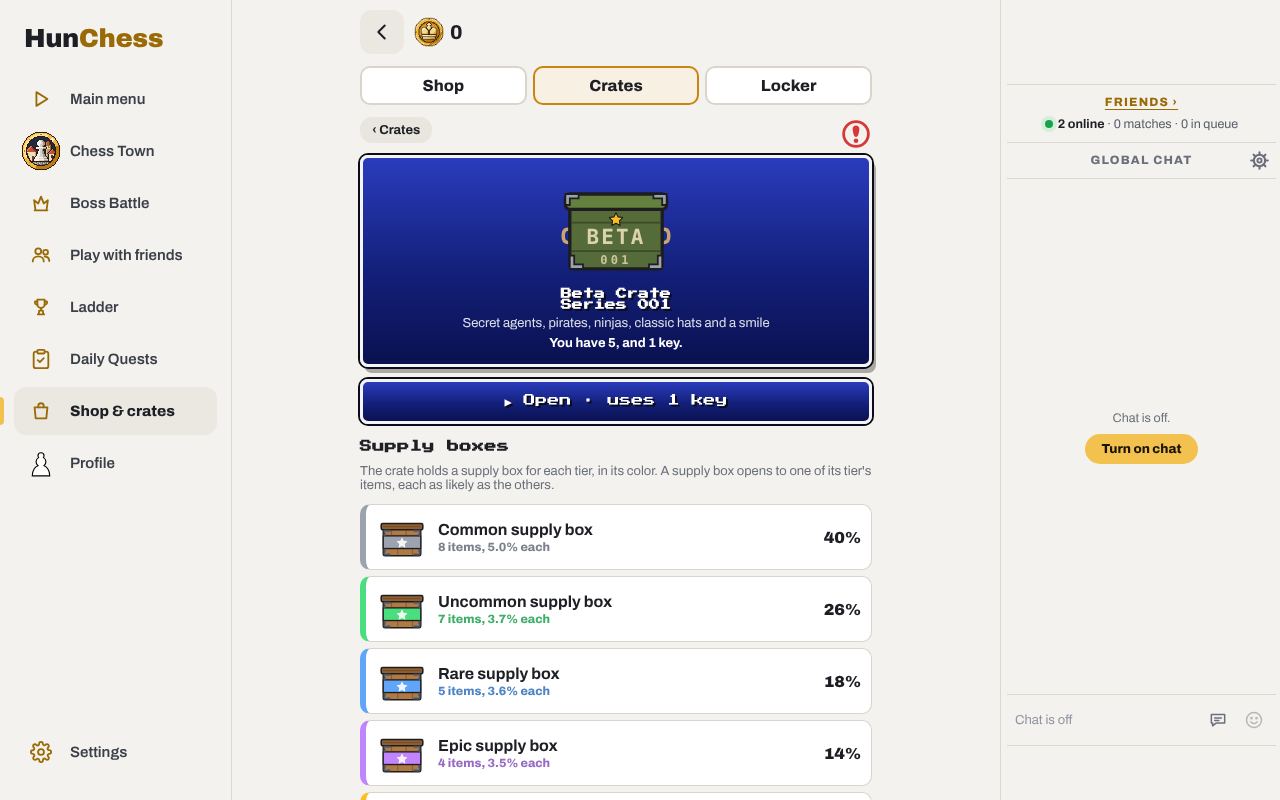 HunChess
Main menu
Chess Town
Boss Battle
Play with friends
Ladder
Daily Quests
Shop & crates
Profile
Settings
0
Shop
Crates
Locker
‹ Crates
BETA
001
Beta Crate
Series 001
Secret agents, pirates, ninjas, classic hats and a smile
You have 5, and 1 key.
▶ Open · uses 1 key
Supply boxes
The crate holds a supply box for each tier, in its color. A supply box opens to one of its tier's
items, each as likely as the others.
Common supply box
8 items, 5.0% each
40%
Uncommon supply box
7 items, 3.7% each
26%
Rare supply box
5 items, 3.6% each
18%
Epic supply box
4 items, 3.5% each
14%
FRIENDS ›
2 online · 0 matches · 0 in queue
GLOBAL CHAT
Chat is off.
Turn on chat
Chat is off